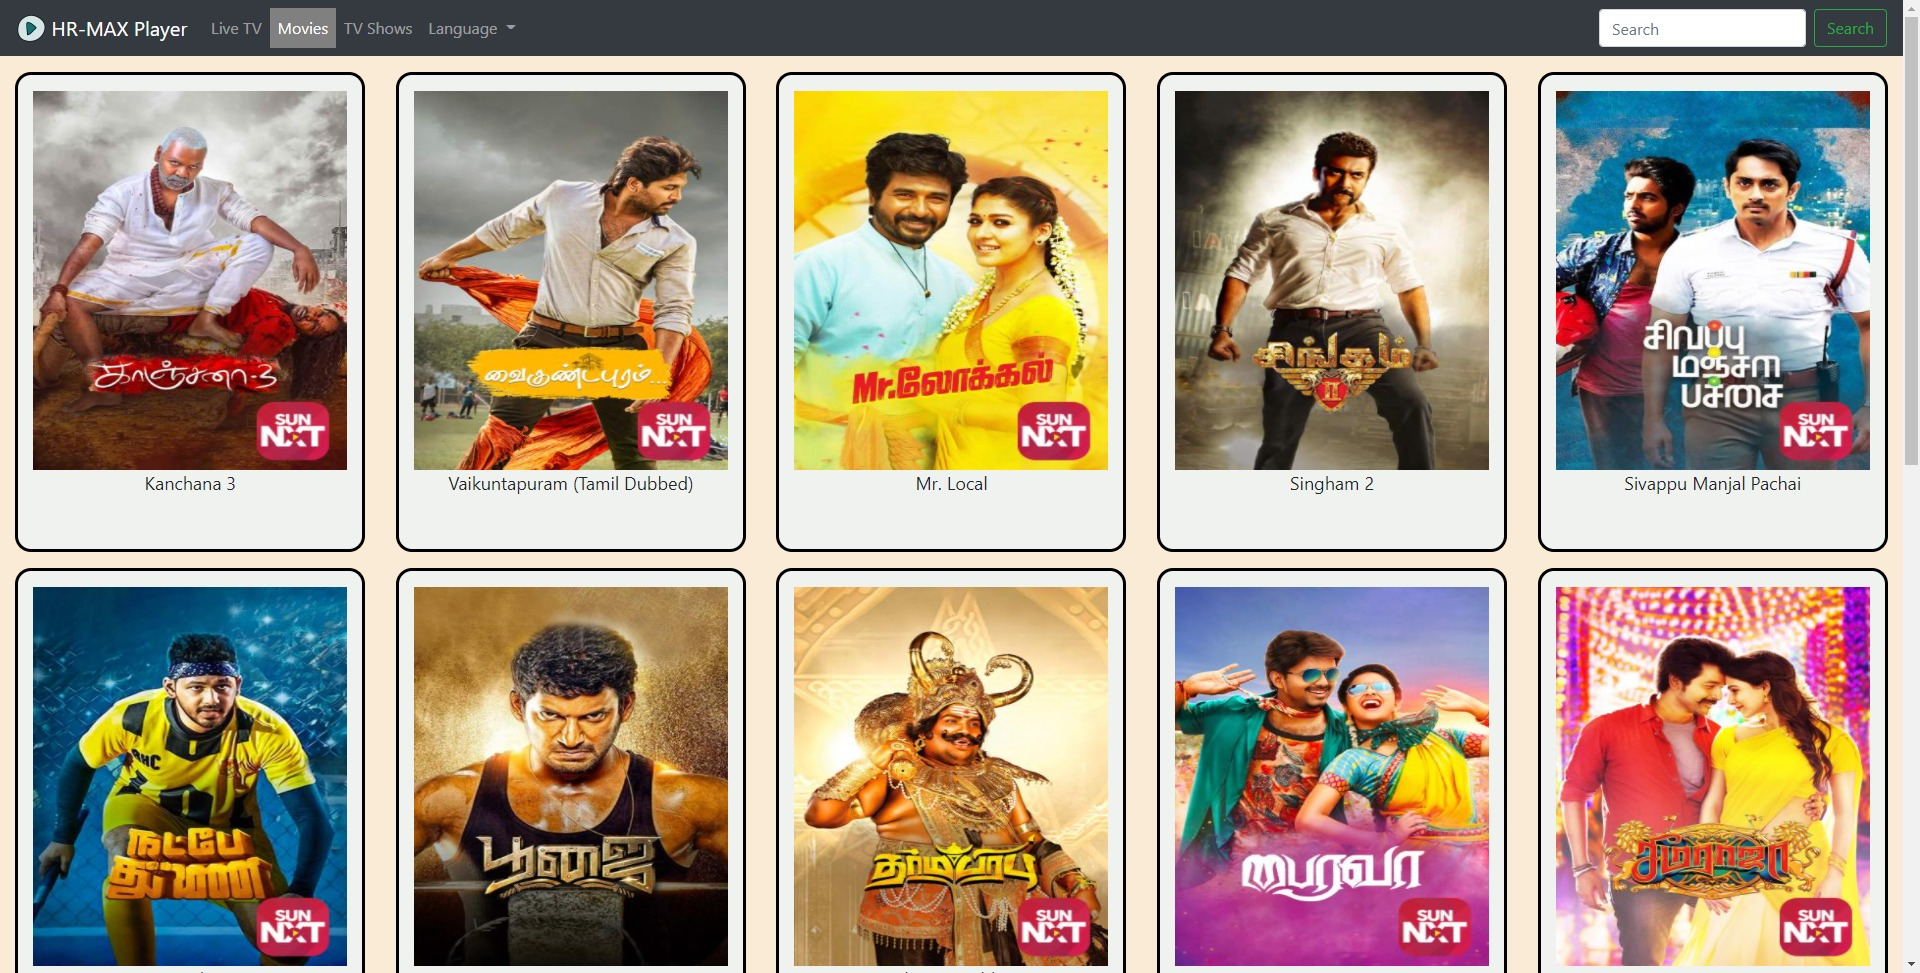 HR-MAX Player Live TV Movies TV Shows Language Search Search
காஞ்சனா-3
SUN
NXT
Kanchana 3
வைகுண்டபுரம்...
SUN
NXT
Vaikuntapuram (Tamil Dubbed)
Mr.லோக்கல்
SUN
NXT
Mr. Local
சிங்கம்
II
Singham 2
சிவப்பு
மஞ்சள்
பச்சை
SUN
NXT
Sivappu Manjal Pachai
நட்பே
துணை
SUN
NXT
பூஜை
தர்மபிரபு
SUN
NXT
பைரவா
SUN
NXT
சீமராஜா
SUN
NXT